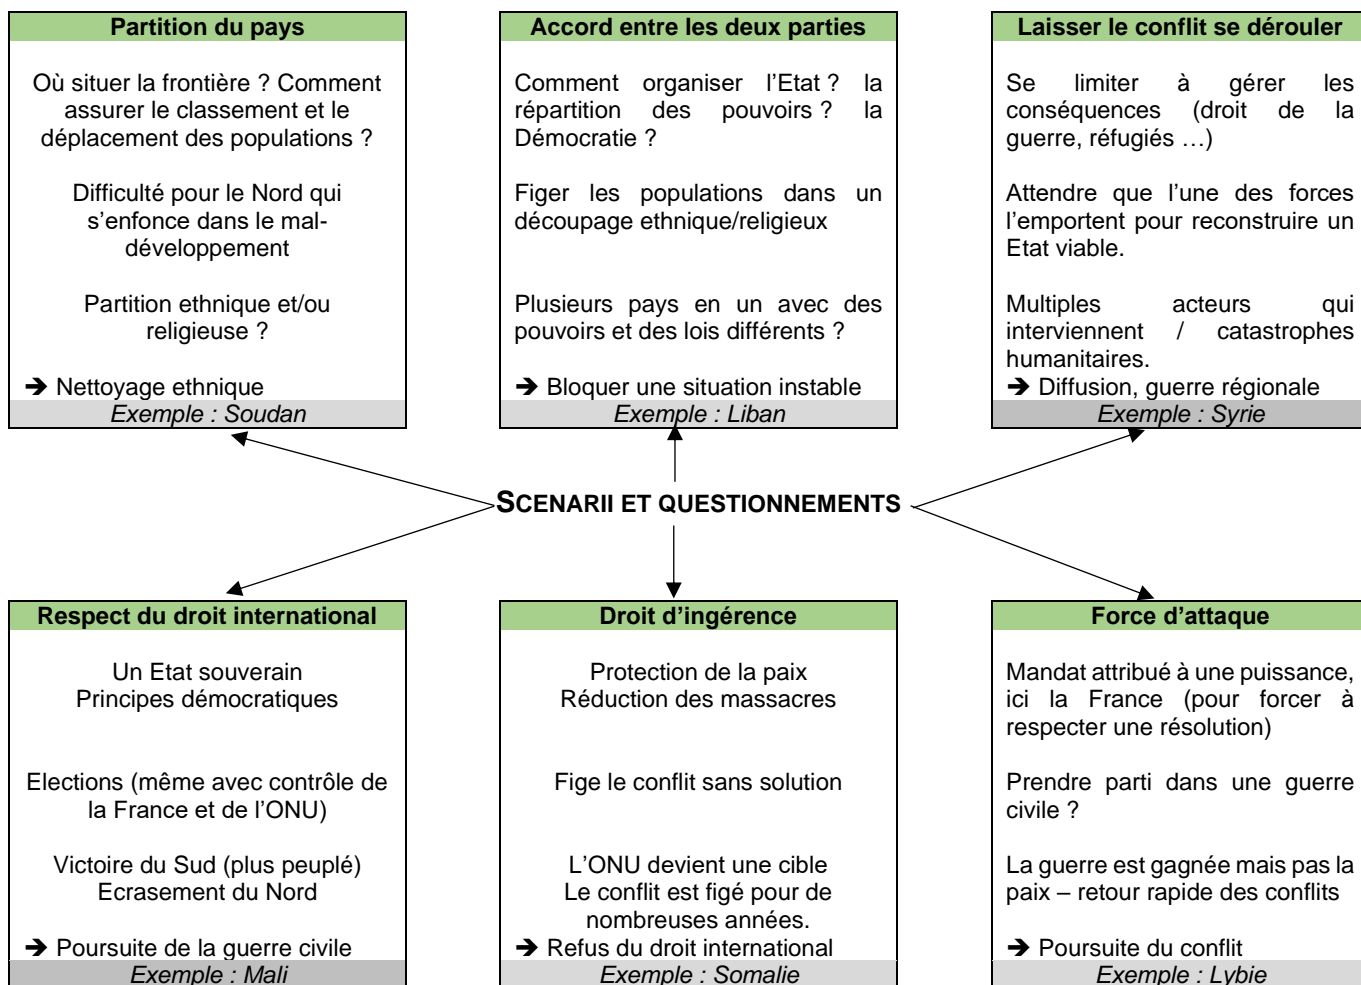 Partition du pays
Où situer la frontière ? Comment
assurer le classement et le
déplacement des populations ?
Difficulté pour le Nord qui
s’enfonce dans le mal-
développement
Partition ethnique et/ou
religieuse ?
➔ Nettoyage ethnique
Exemple : Soudan
Accord entre les deux parties
Comment organiser l’Etat ? la
répartition des pouvoirs ? la
Démocratie ?
Figer les populations dans un
découpage ethnique/religieux
Plusieurs pays en un avec des
pouvoirs et des lois différents ?
➔ Bloquer une situation instable
Exemple : Liban
Laisser le conflit se dérouler
Se limiter à gérer les
conséquences (droit de la
guerre, réfugiés …)
Attendre que l’une des forces
l’emportent pour reconstruire un
Etat viable.
Multiples acteurs qui
interviennent / catastrophes
humanitaires.
➔ Diffusion, guerre régionale
Exemple : Syrie
SCENARII ET QUESTIONNEMENTS
Respect du droit international
Un Etat souverain
Principes démocratiques
Elections (même avec contrôle de
la France et de l’ONU)
Victoire du Sud (plus peuplé)
Ecrasement du Nord
➔ Poursuite de la guerre civile
Exemple : Mali
Droit d’ingérence
Protection de la paix
Réduction des massacres
Fige le conflit sans solution
L’ONU devient une cible
Le conflit est figé pour de
nombreuses années.
➔ Refus du droit international
Exemple : Somalie
Force d’attaque
Mandat attribué à une puissance,
ici la France (pour forcer à
respecter une résolution)
Prendre parti dans une guerre
civile ?
La guerre est gagnée mais pas la
paix – retour rapide des conflits
➔ Poursuite du conflit
Exemple : Lybie